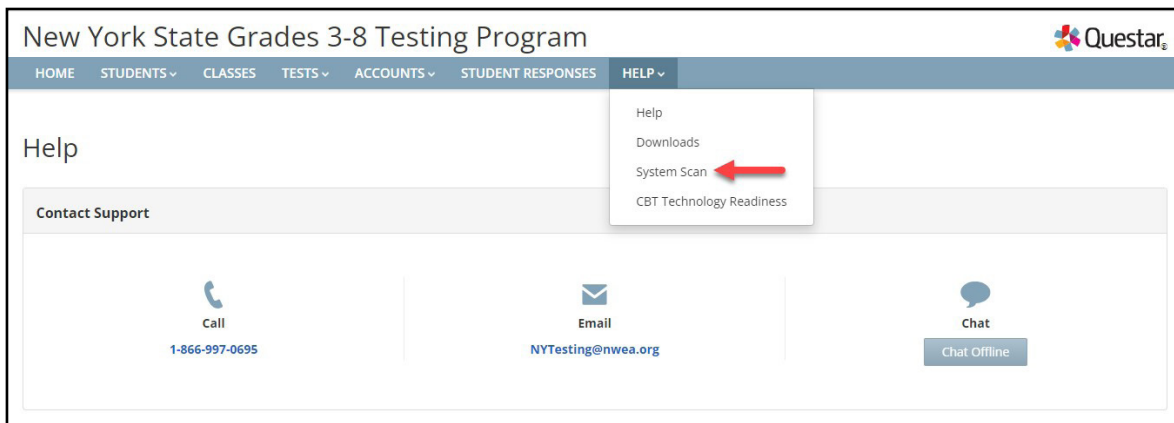 New York State Grades 3-8 Testing Program
Questar®
HOME STUDENTS CLASSES TESTS ACCOUNTS STUDENT RESPONSES HELP
Help
Downloads
System Scan
CBT Technology Readiness
Help
Contact Support
Call
1-866-997-0695
Email
NYTesting@nwea.org
Chat
Chat Offline